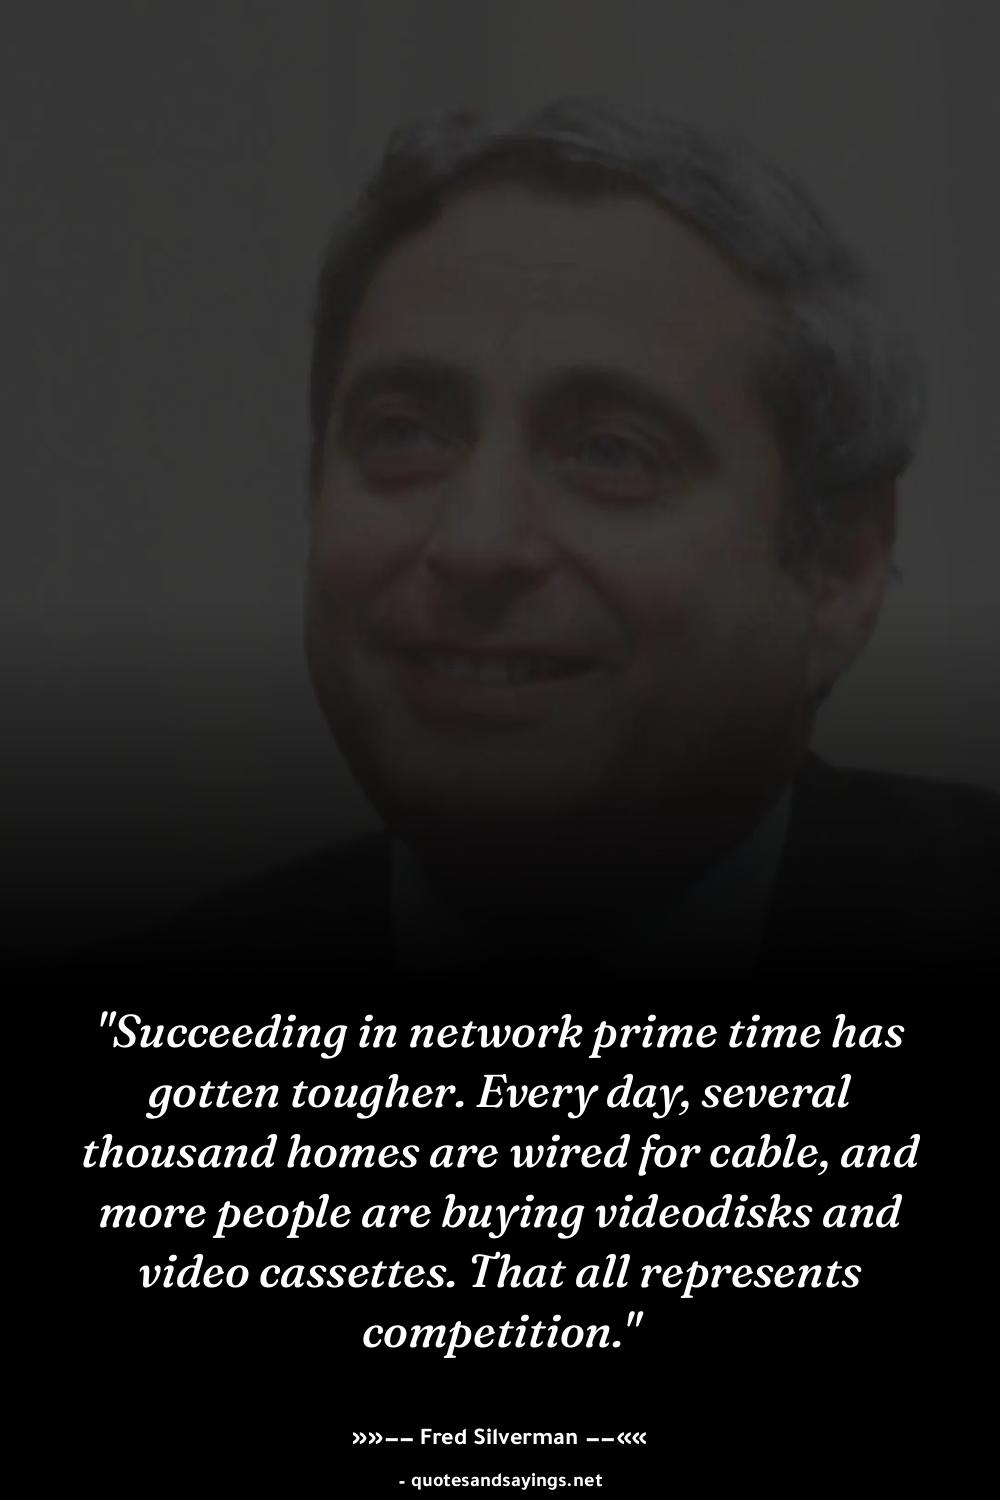 "Succeeding in network prime time has
gotten tougher. Every day, several
thousand homes are wired for cable, and
more people are buying videodisks and
video cassettes. That all represents
competition."
»»−− Fred Silverman −−««
- quotesandsayings.net